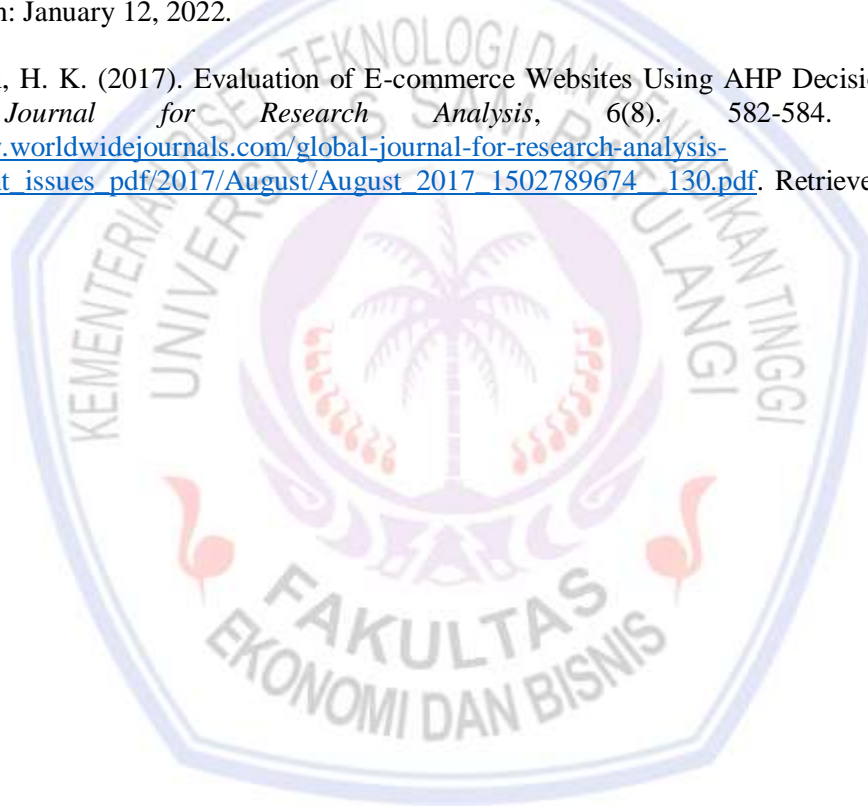 n: January 12, 2022.
, H. K. (2017). Evaluation of E-commerce Websites Using AHP Decisi
Journal for Research Analysis, 6(8). 582-584.
.worldwidejournals.com/global-journal-for-research-analysis-
t_issues_pdf/2017/August/August_2017_1502789674__130.pdf. Retrieve
KEMENTERIAN RISET, TEKNOLOGI DAN PENDIDIKAN TINGGI
UNIVERSITAS SAM RATULANGI
FAKULTAS
EKONOMI DAN BISNIS